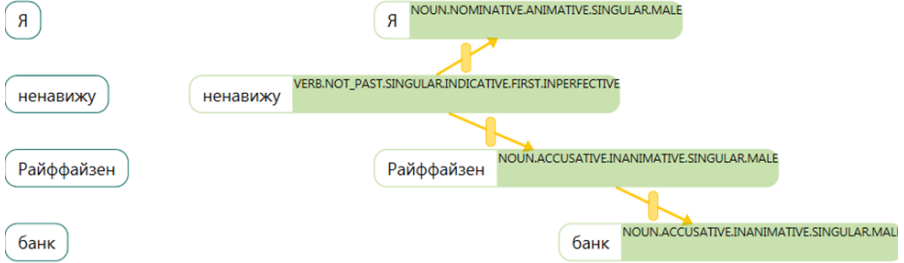 Я Я NOUN.NOMINATIVE.ANIMATIVE.SINGULAR.MALE
ненавижу ненавижу VERB.NOT_PAST.SINGULAR.INDICATIVE.FIRST.INPERFECTIVE
Райффайзен Райффайзен NOUN.ACCUSATIVE.INANIMATIVE.SINGULAR.MALE
банк банк NOUN.ACCUSATIVE.INANIMATIVE.SINGULAR.MALE